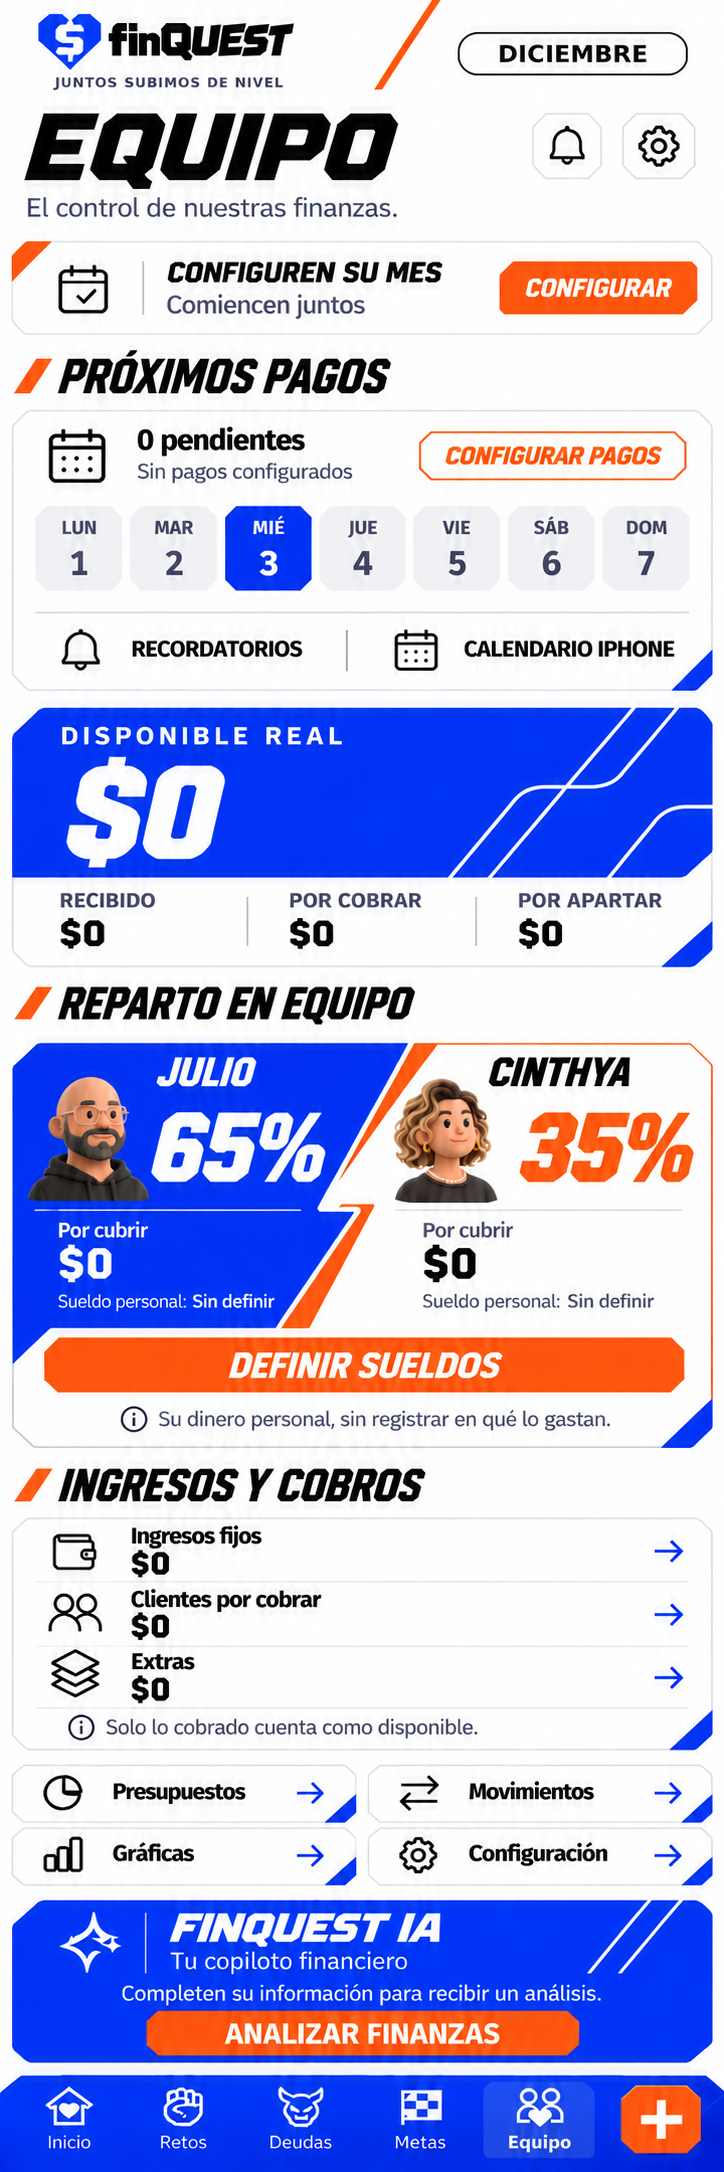 finQUEST
JUNTOS SUBIMOS DE NIVEL
DICIEMBRE
EQUIPO
El control de nuestras finanzas.
CONFIGUREN SU MES
Comiencen juntos
CONFIGURAR
PRÓXIMOS PAGOS
0 pendientes
Sin pagos configurados
CONFIGURAR PAGOS
LUN MAR MIÉ JUE VIE SÁB DOM
1 2 3 4 5 6 7
RECORDATORIOS
CALENDARIO IPHONE
DISPONIBLE REAL
$0
RECIBIDO POR COBRAR POR APARTAR
$0 $0 $0
REPARTO EN EQUIPO
JULIO
65%
Por cubrir
$0
Sueldo personal: Sin definir
CINTHYA
35%
Por cubrir
$0
Sueldo personal: Sin definir
DEFINIR SUELDOS
Su dinero personal, sin registrar en qué lo gastan.
INGRESOS Y COBROS
Ingresos fijos
$0
Clientes por cobrar
$0
Extras
$0
Solo lo cobrado cuenta como disponible.
Presupuestos
Movimientos
Gráficas
Configuración
FINQUEST IA
Tu copiloto financiero
Completen su información para recibir un análisis.
ANALIZAR FINANZAS
Inicio Retos Deudas Metas Equipo